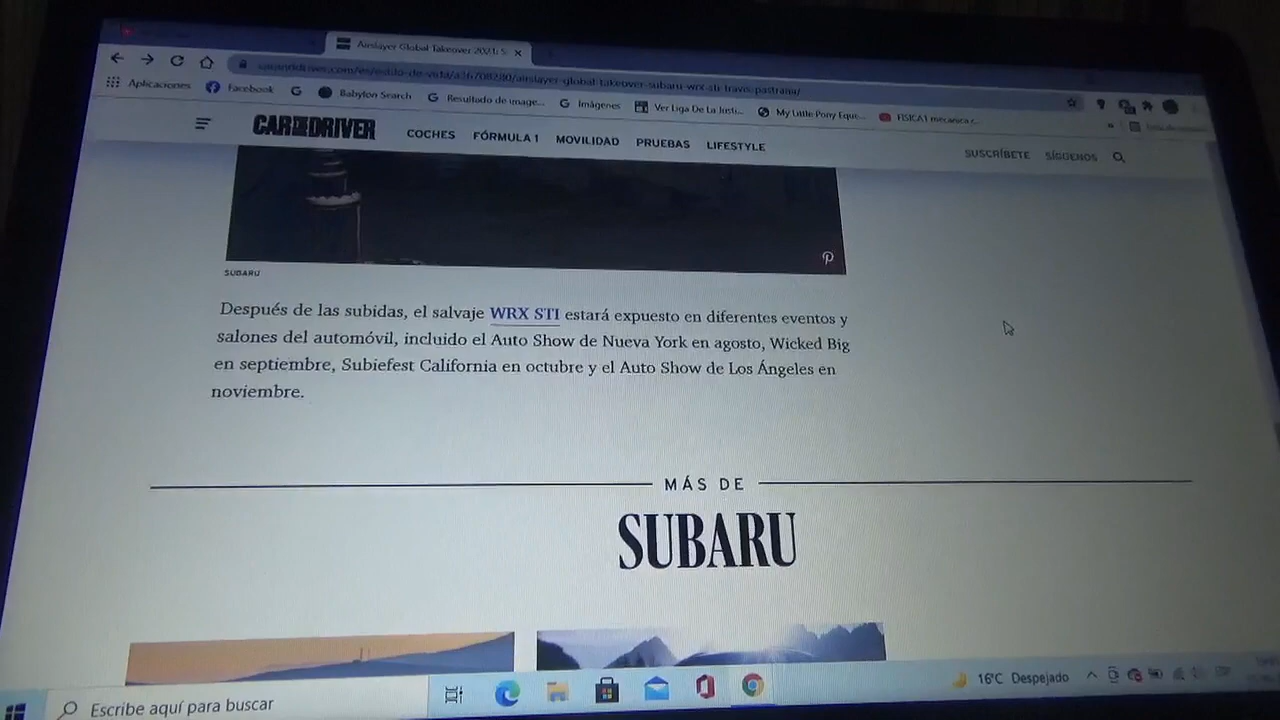 Airslayer Global Takeover 2021: S
caranddriver.com/es/estilo-de-vida/a36708280/airslayer-global-takeover-subaru-wrx-sti-travis-pastrana/
Aplicaciones Facebook Babylon Search Resultado de image... Imágenes Ver Liga De La Justi... My Little Pony Eque... FISICA1 mecanica r...
CAR AND DRIVER COCHES FÓRMULA 1 MOVILIDAD PRUEBAS LIFESTYLE SUSCRÍBETE SÍGUENOS
SUBARU
Después de las subidas, el salvaje WRX STI estará expuesto en diferentes eventos y
salones del automóvil, incluido el Auto Show de Nueva York en agosto, Wicked Big
en septiembre, Subiefest California en octubre y el Auto Show de Los Ángeles en
noviembre.
MÁS DE
SUBARU
Escribe aquí para buscar 16°C Despejado